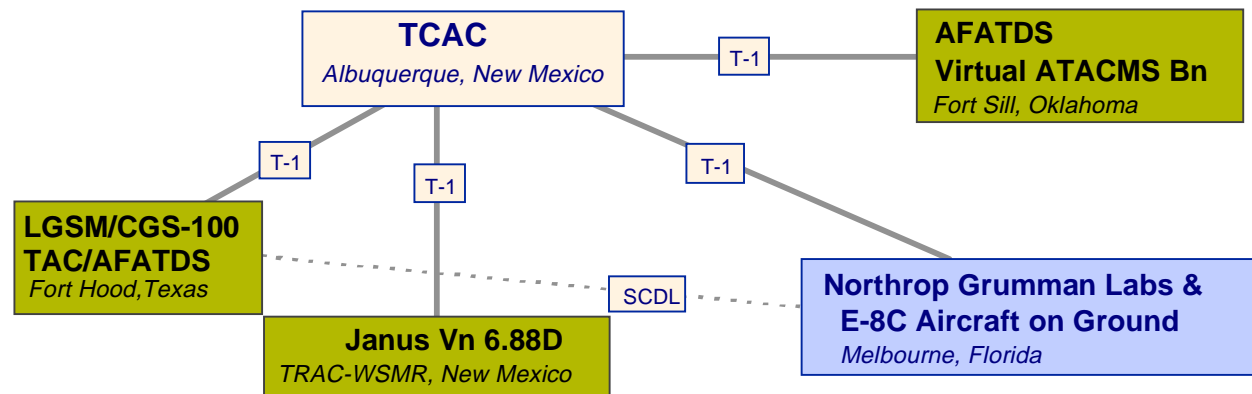 TCAC
Albuquerque, New Mexico
T-1
AFATDS
Virtual ATACMS Bn
Fort Sill, Oklahoma
T-1
T-1
T-1
LGSM/CGS-100
TAC/AFATDS
Fort Hood,Texas
SCDL
Northrop Grumman Labs &
E-8C Aircraft on Ground
Melbourne, Florida
Janus Vn 6.88D
TRAC-WSMR, New Mexico